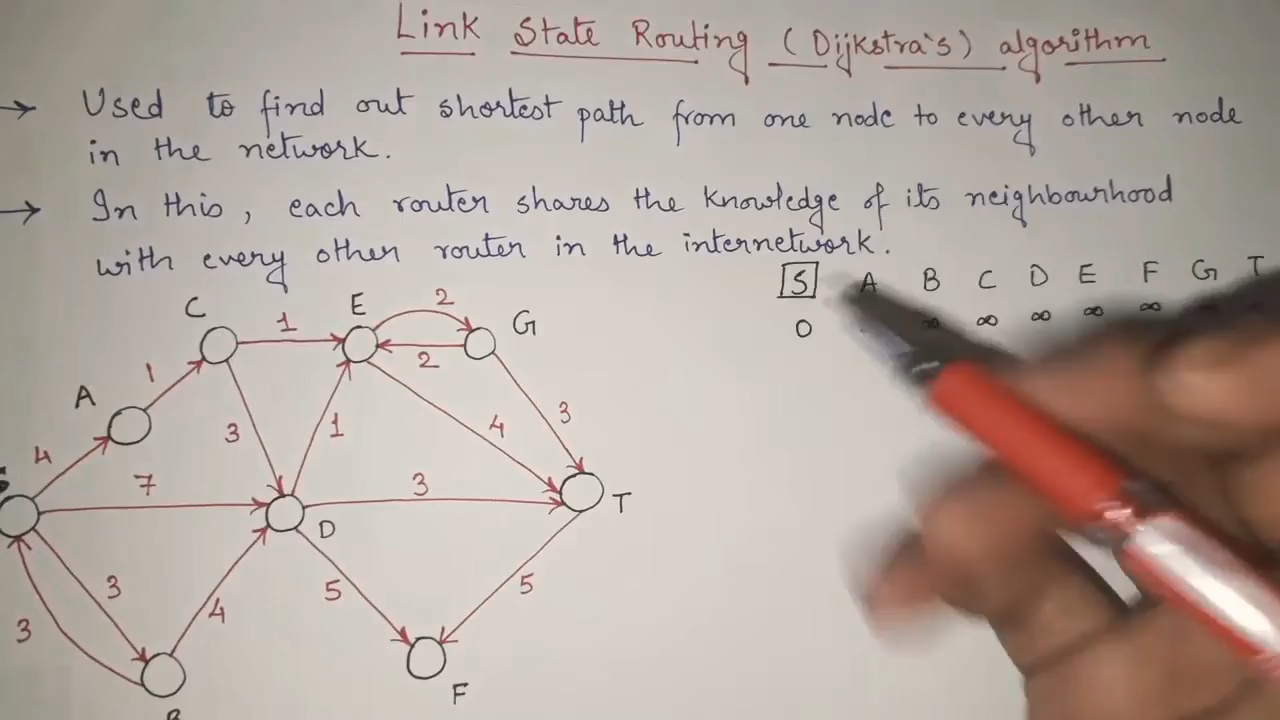 Link State Routing (Dijkstra's) algorithm
→ Used to find out shortest path from one node to every other node
in the network.
→ In this, each router shares the knowledge of its neighbourhood
with every other router in the internetwork.
S A B C D E F G T
0 ∞ ∞ ∞ ∞ ∞
C E 2 G
1
2
A 1
4 3 1 4 3
7 3
D T
3 4 5 5
3
F